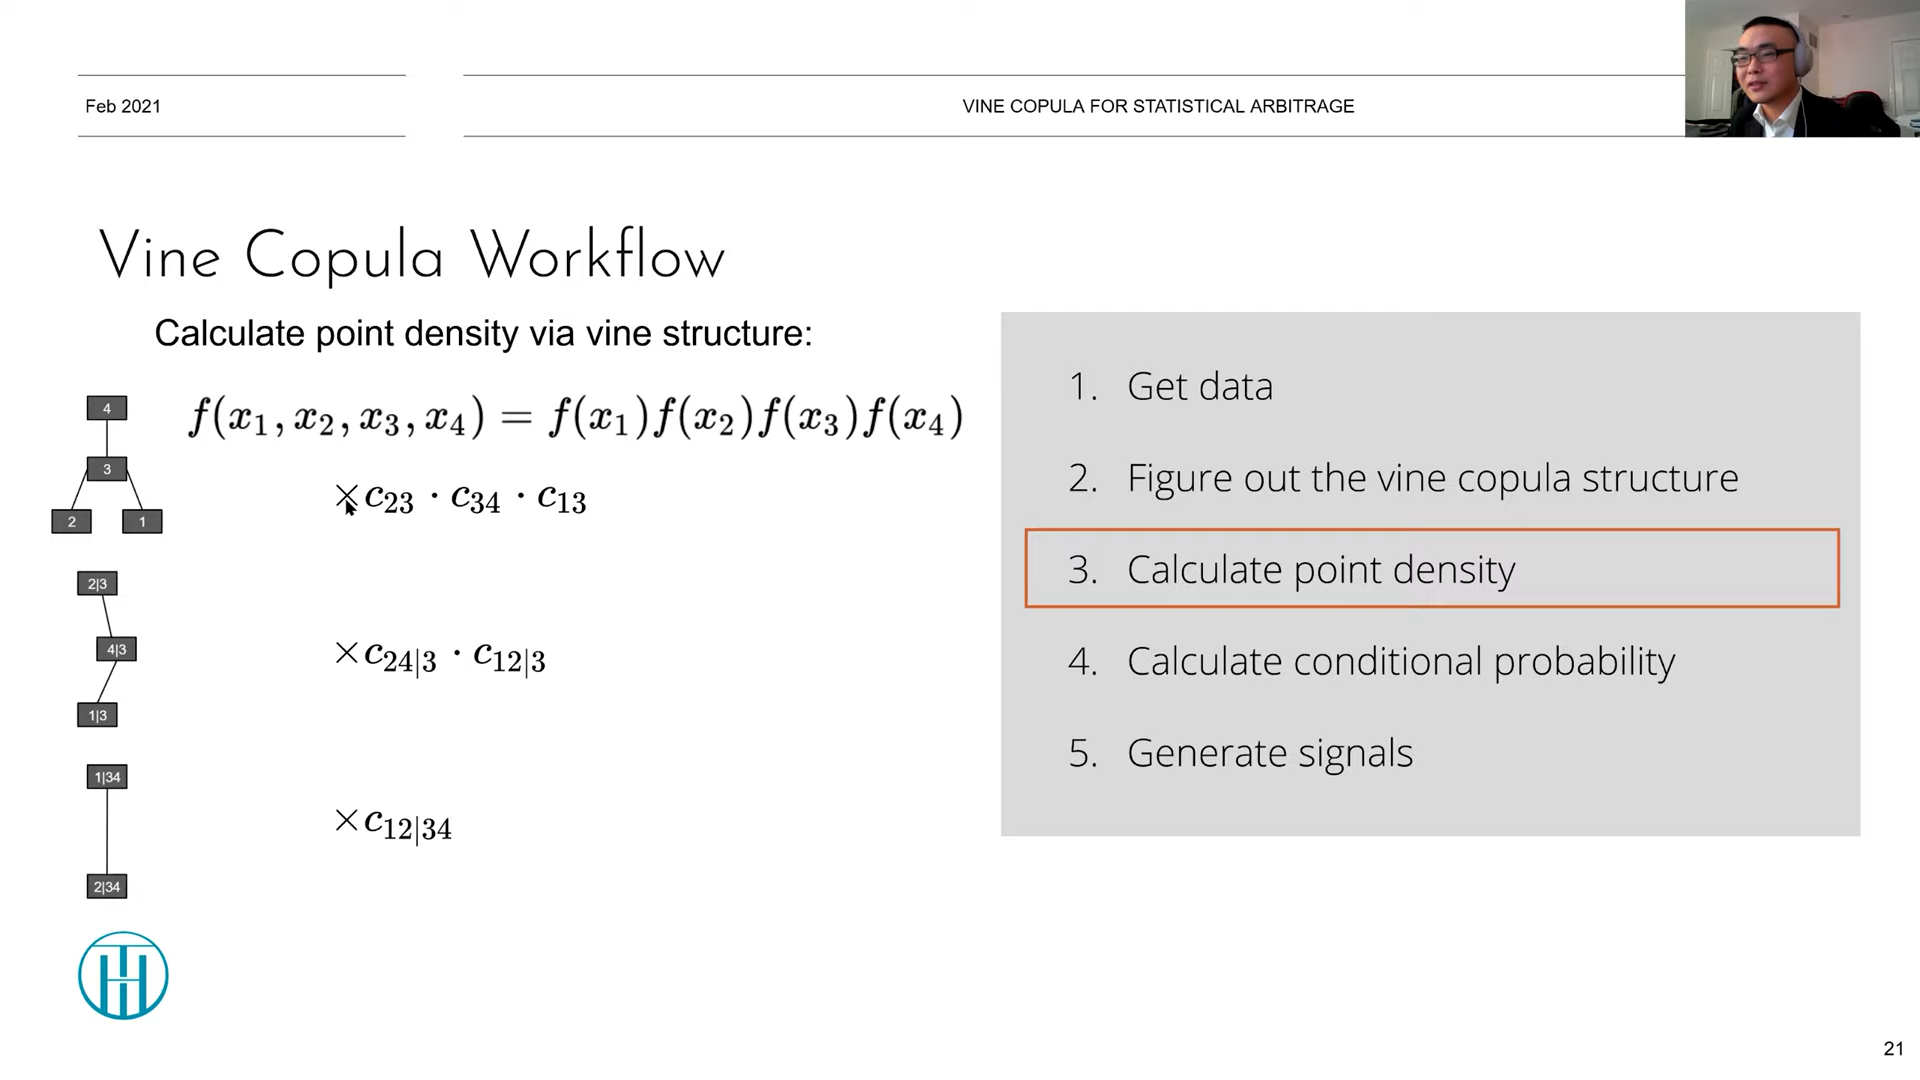 Feb 2021
VINE COPULA FOR STATISTICAL ARBITRAGE
Vine Copula Workflow
Calculate point density via vine structure:
f(x₁, x₂, x₃, x₄) = f(x₁)f(x₂)f(x₃)f(x₄)
×c₂₃ · c₃₄ · c₁₃
×c₂₄|₃ · c₁₂|₃
×c₁₂|₃₄
4
3
2 1
2|3
4|3
1|3
1|34
2|34
1. Get data
2. Figure out the vine copula structure
3. Calculate point density
4. Calculate conditional probability
5. Generate signals
21